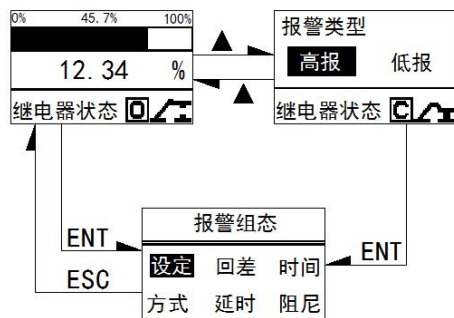 0% 45.7% 100%
12.34 %
继电器状态 O
报警类型
高报 低报
继电器状态 C
ENT
ESC
ENT
报警组态
设定 回差 时间
方式 延时 阻尼